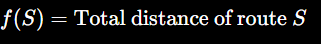 f(S) = Total distance of route S